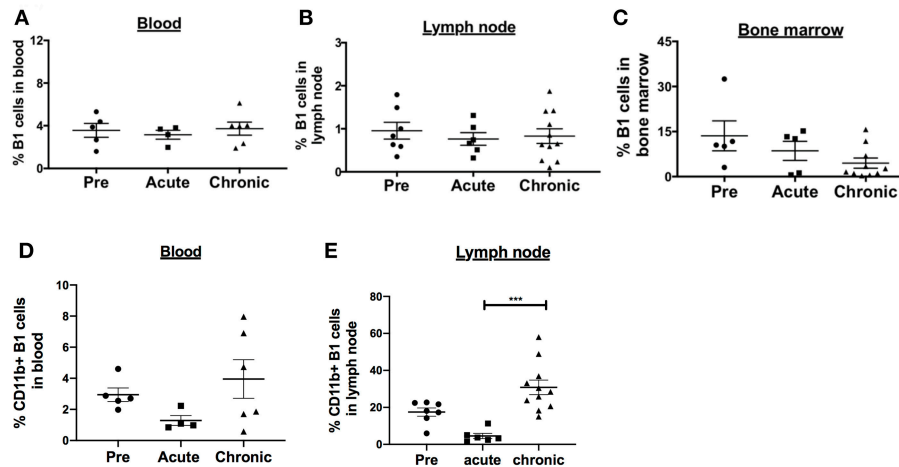 A
Blood
% B1 cells in blood
12
8
4
0
Pre Acute Chronic
B
Lymph node
% B1 cells in
lymph node
3
2
1
0
Pre Acute Chronic
C
Bone marrow
% B1 cells in
bone marrow
45
30
15
0
Pre Acute Chronic
D
Blood
% CD11b+ B1 cells
in blood
10
8
6
4
2
0
Pre Acute Chronic
E
Lymph node
% CD11b+ B1 cells
in lymph node
80
60
40
20
0
***
Pre acute chronic